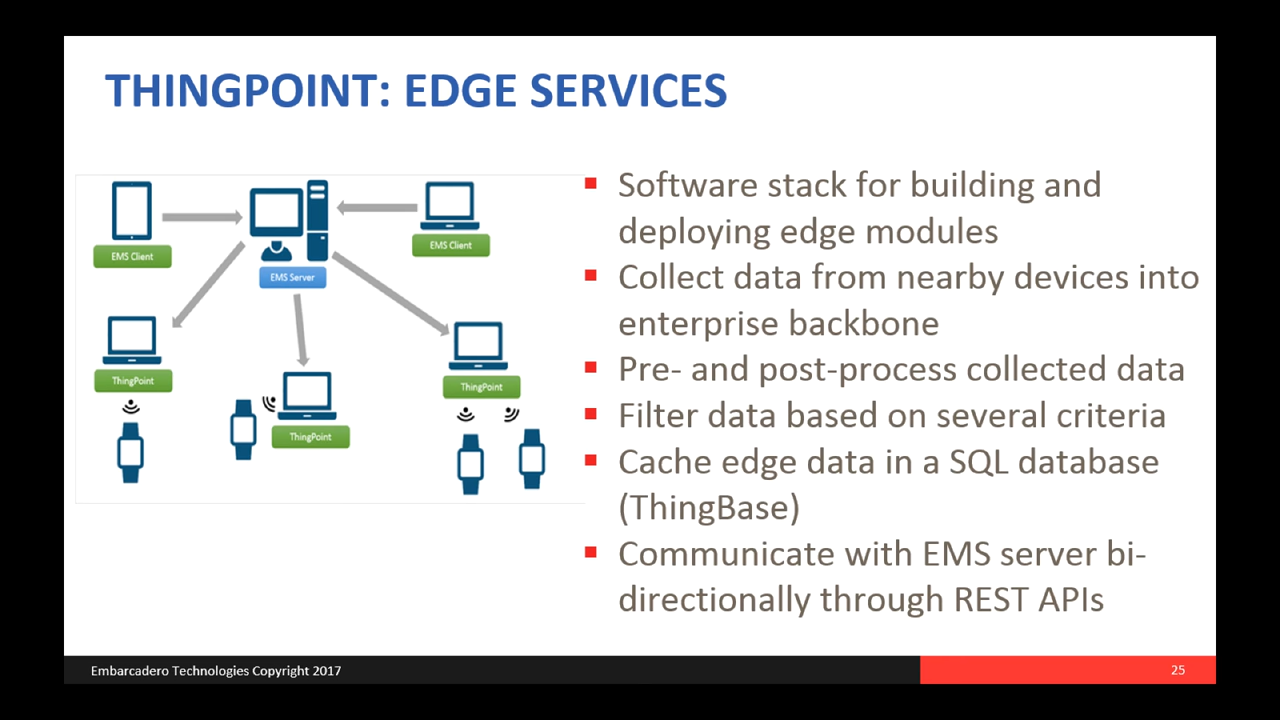 THINGPOINT: EDGE SERVICES
EMS Client
EMS Client
EMS Server
ThingPoint
ThingPoint
ThingPoint
Software stack for building and
deploying edge modules
Collect data from nearby devices into
enterprise backbone
Pre- and post-process collected data
Filter data based on several criteria
Cache edge data in a SQL database
(ThingBase)
Communicate with EMS server bi-
directionally through REST APIs
Embarcadero Technologies Copyright 2017
25